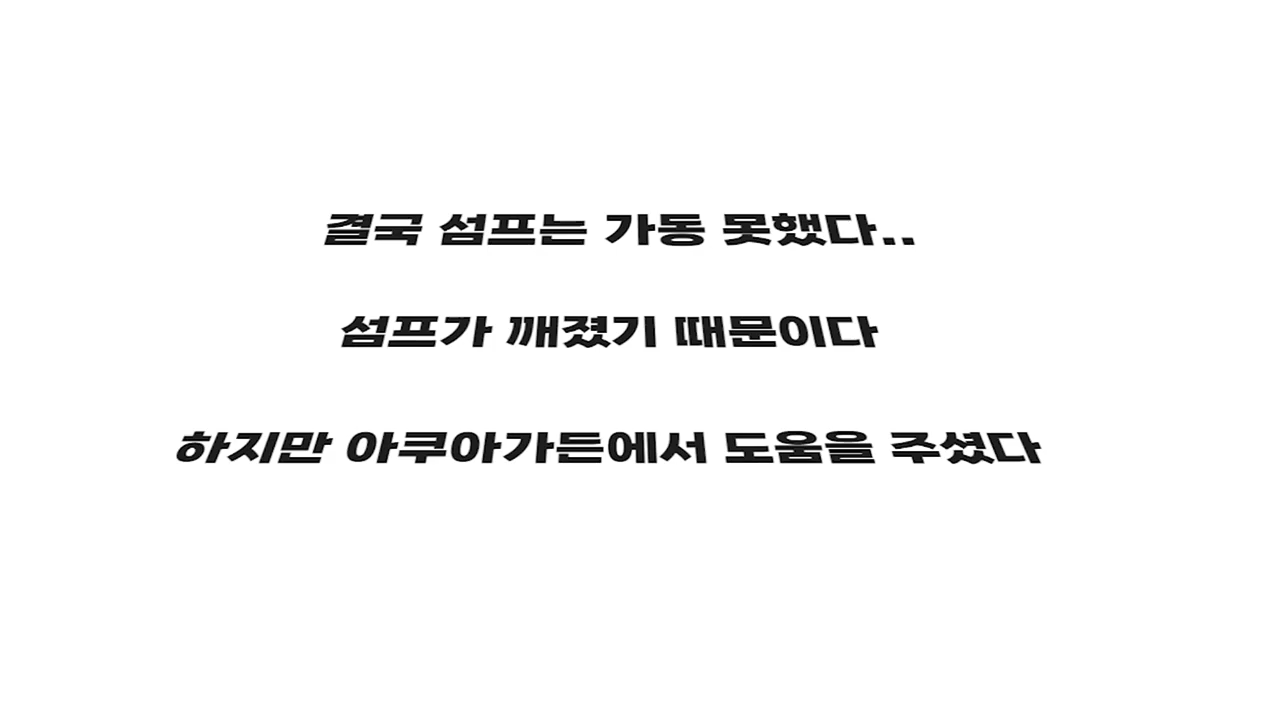 결국 섬프는 가동 못했다..
섬프가 깨졌기 때문이다
하지만 아쿠아가든에서 도움을 주셨다